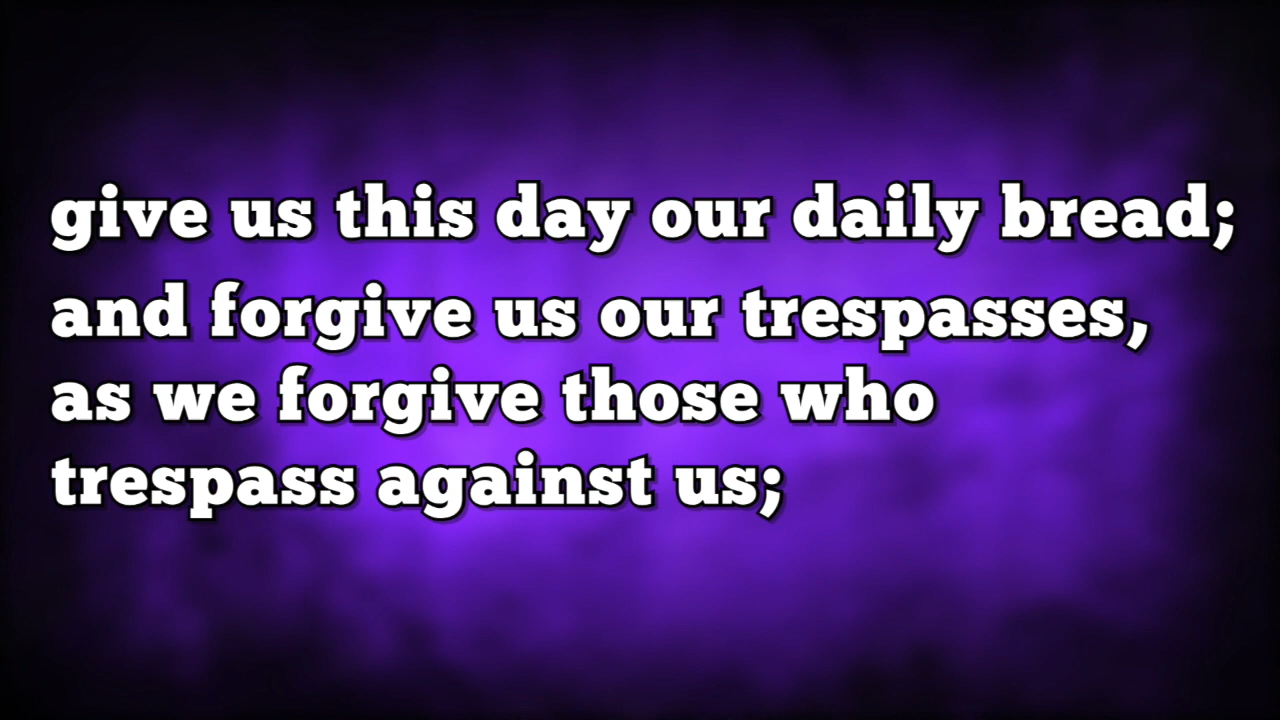 give us this day our daily bread;
and forgive us our trespasses,
as we forgive those who
trespass against us;